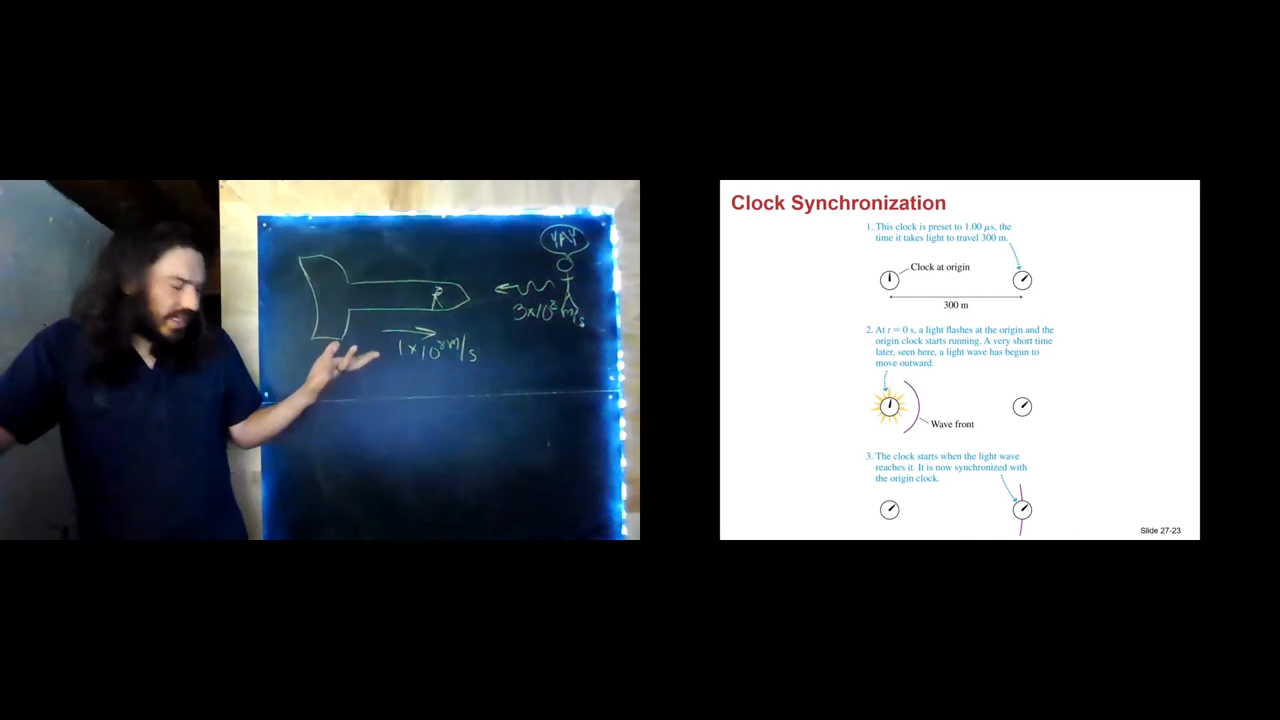 YAY
3×10⁸ m/s
1×10⁸ m/s
Clock Synchronization
1. This clock is preset to 1.00 μs, the
time it takes light to travel 300 m.
Clock at origin
300 m
2. At t = 0 s, a light flashes at the origin and the
origin clock starts running. A very short time
later, seen here, a light wave has begun to
move outward.
Wave front
3. The clock starts when the light wave
reaches it. It is now synchronized with
the origin clock.
Slide 27-23